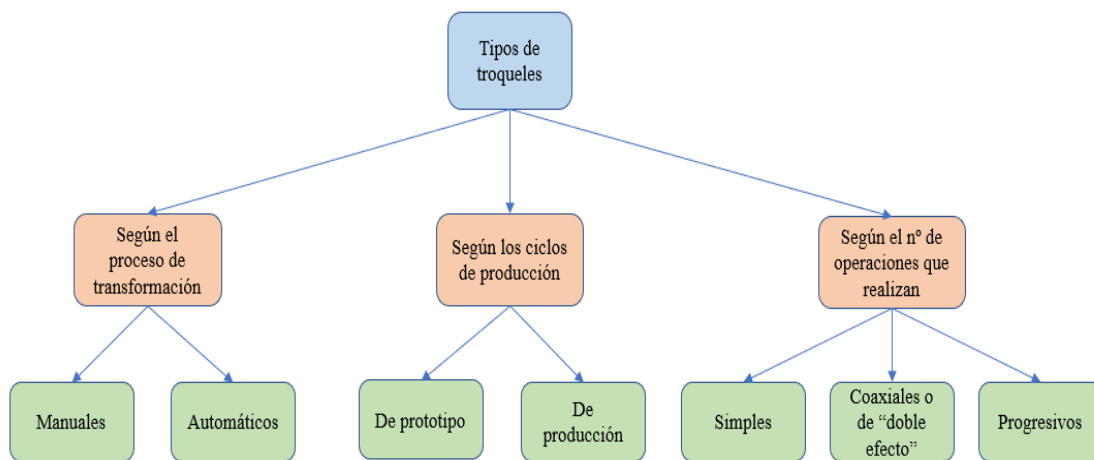 Tipos de
troqueles
Según el
proceso de
transformación
Según los ciclos
de producción
Según el nº de
operaciones que
realizan
Manuales
Automáticos
De prototipo
De
producción
Simples
Coaxiales o
de “doble
efecto”
Progresivos